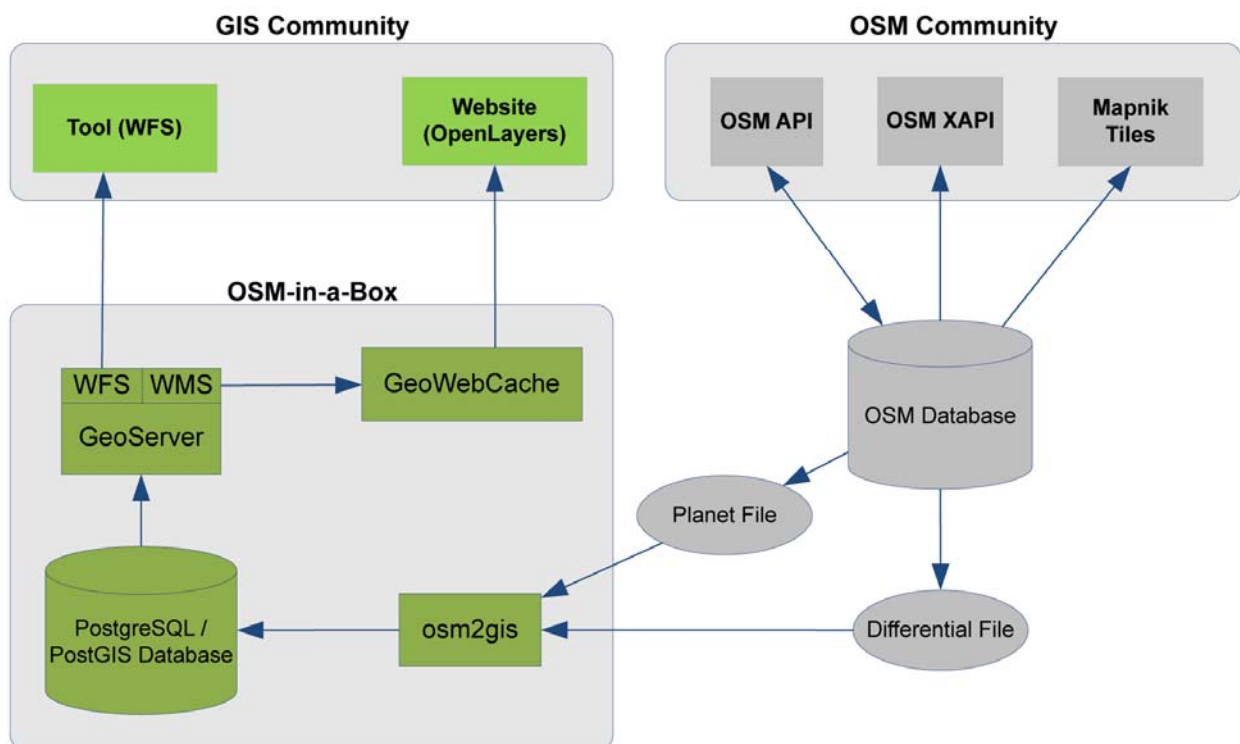 GIS Community
OSM Community
Tool (WFS)
Website
(OpenLayers)
OSM API
OSM XAPI
Mapnik
Tiles
OSM-in-a-Box
WFS
WMS
GeoServer
GeoWebCache
OSM Database
Planet File
PostgreSQL /
PostGIS Database
osm2gis
Differential File